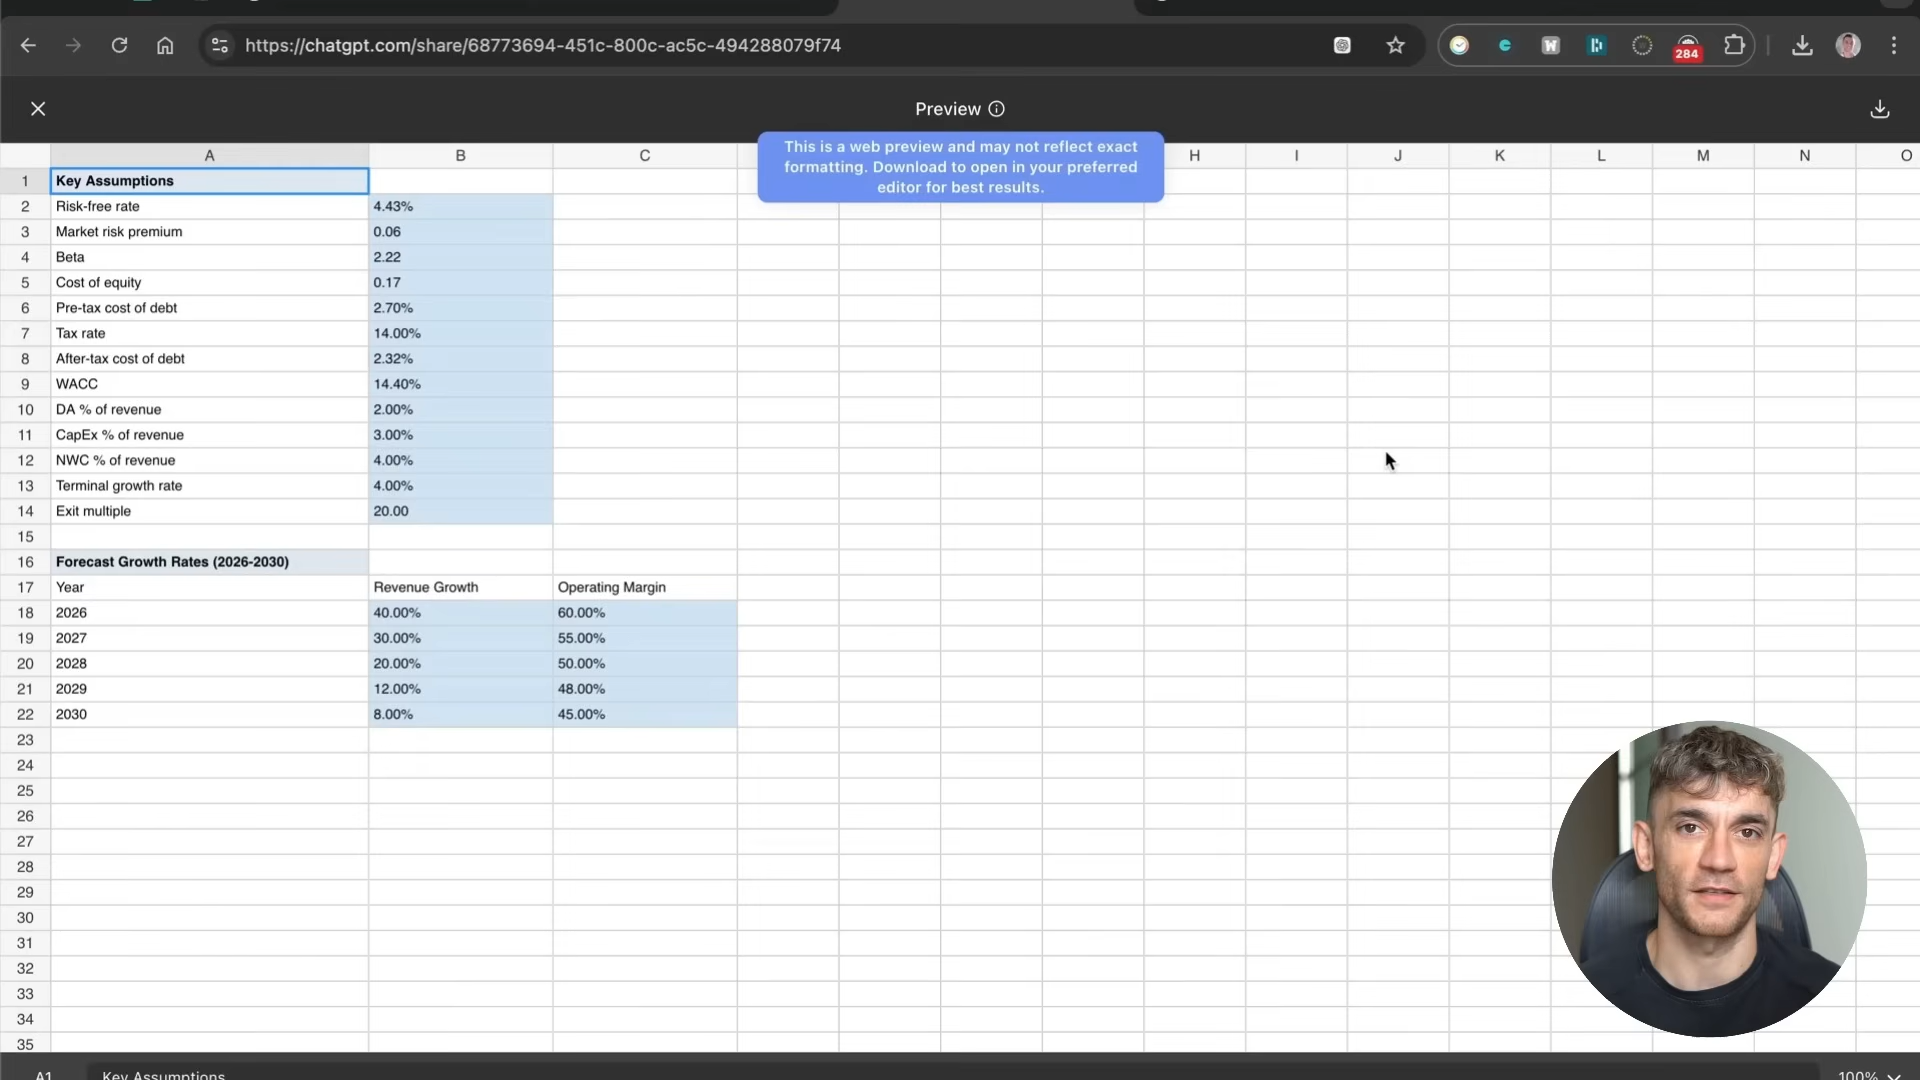 https://chatgpt.com/share/68773694-451c-800c-ac5c-494288079f74
284
Preview
This is a web preview and may not reflect exact
formatting. Download to open in your preferred
editor for best results.
A B C H I J K L M N O
1 Key Assumptions
2 Risk-free rate 4.43%
3 Market risk premium 0.06
4 Beta 2.22
5 Cost of equity 0.17
6 Pre-tax cost of debt 2.70%
7 Tax rate 14.00%
8 After-tax cost of debt 2.32%
9 WACC 14.40%
10 DA % of revenue 2.00%
11 CapEx % of revenue 3.00%
12 NWC % of revenue 4.00%
13 Terminal growth rate 4.00%
14 Exit multiple 20.00
15
16 Forecast Growth Rates (2026-2030)
17 Year Revenue Growth Operating Margin
18 2026 40.00% 60.00%
19 2027 30.00% 55.00%
20 2028 20.00% 50.00%
21 2029 12.00% 48.00%
22 2030 8.00% 45.00%
23
24
25
26
27
28
29
30
31
32
33
34
35
A1 Key Assumptions 100%